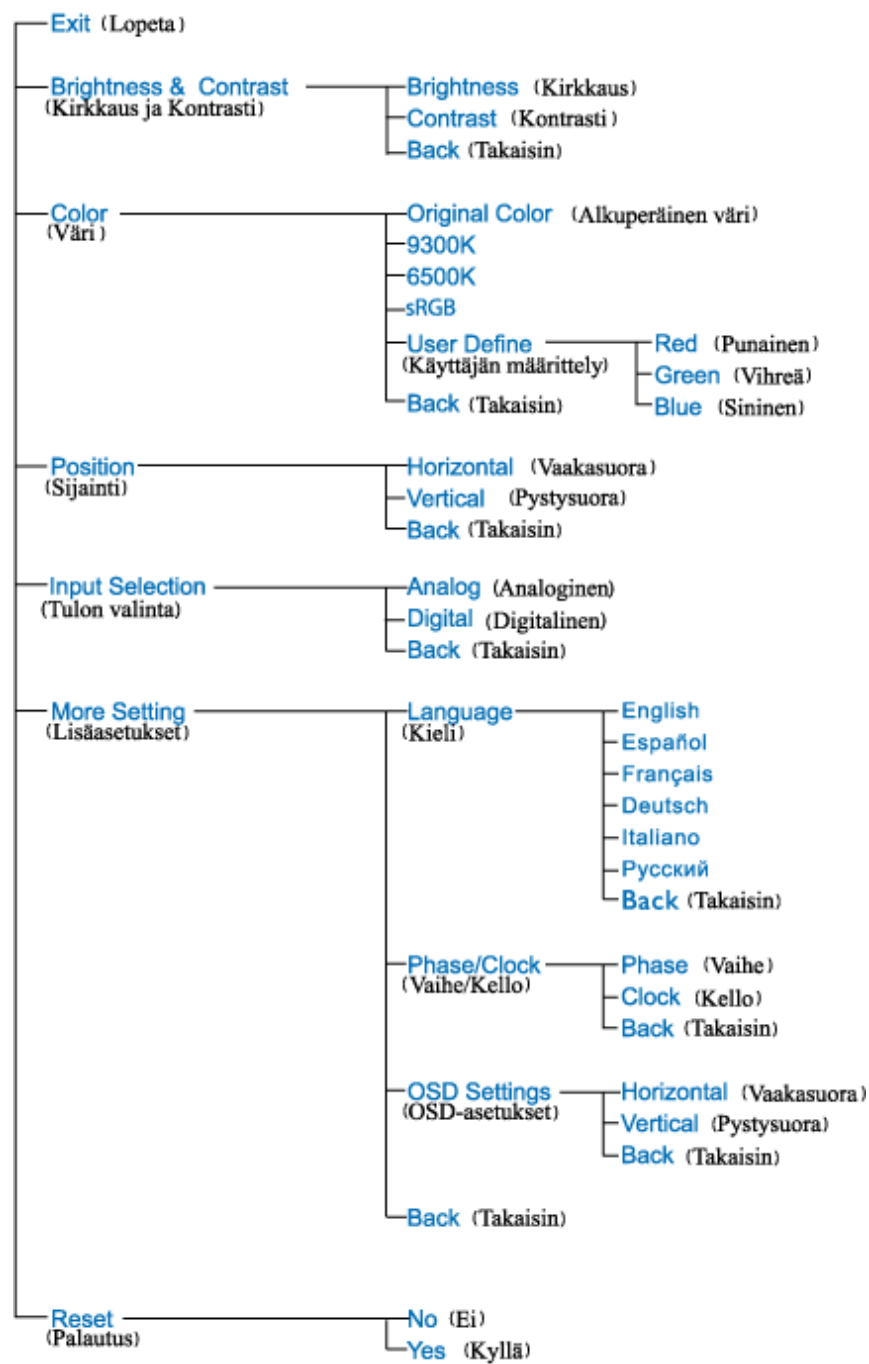 Exit (Lopeta)
Brightness & Contrast
(Kirkkaus ja Kontrasti)
Brightness (Kirkkaus)
Contrast (Kontrasti)
Back (Takaisin)
Color
(Väri)
Original Color (Alkuperäinen väri)
9300K
6500K
sRGB
User Define
(Käyttäjän määrittely)
Red (Punainen)
Green (Vihreä)
Blue (Sininen)
Back (Takaisin)
Position
(Sijainti)
Horizontal (Vaakasuora)
Vertical (Pystysuora)
Back (Takaisin)
Input Selection
(Tulon valinta)
Analog (Analoginen)
Digital (Digitalinen)
Back (Takaisin)
More Setting
(Lisäasetukset)
Language
(Kieli)
English
Español
Français
Deutsch
Italiano
Русский
Back (Takaisin)
Phase/Clock
(Vaihe/Kello)
Phase (Vaihe)
Clock (Kello)
Back (Takaisin)
OSD Settings
(OSD-asetukset)
Horizontal (Vaakasuora)
Vertical (Pystysuora)
Back (Takaisin)
Back (Takaisin)
Reset
(Palautus)
No (Ei)
Yes (Kyllä)